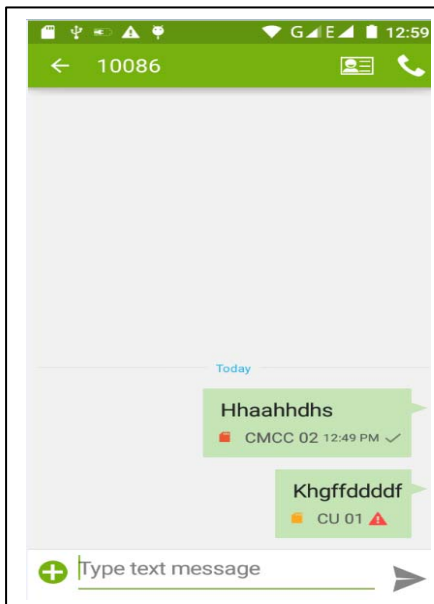 G E 12:59
10086
Today
Hhaahhdhs
CMCC 02 12:49 PM
Khgffddddf
CU 01
Type text message